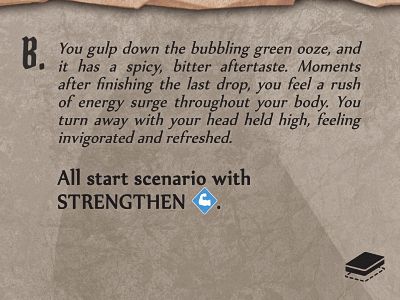 B. You gulp down the bubbling green ooze, and
it has a spicy, bitter aftertaste. Moments
after finishing the last drop, you feel a rush
of energy surge throughout your body. You
turn away with your head held high, feeling
invigorated and refreshed.
All start scenario with
STRENGTHEN .